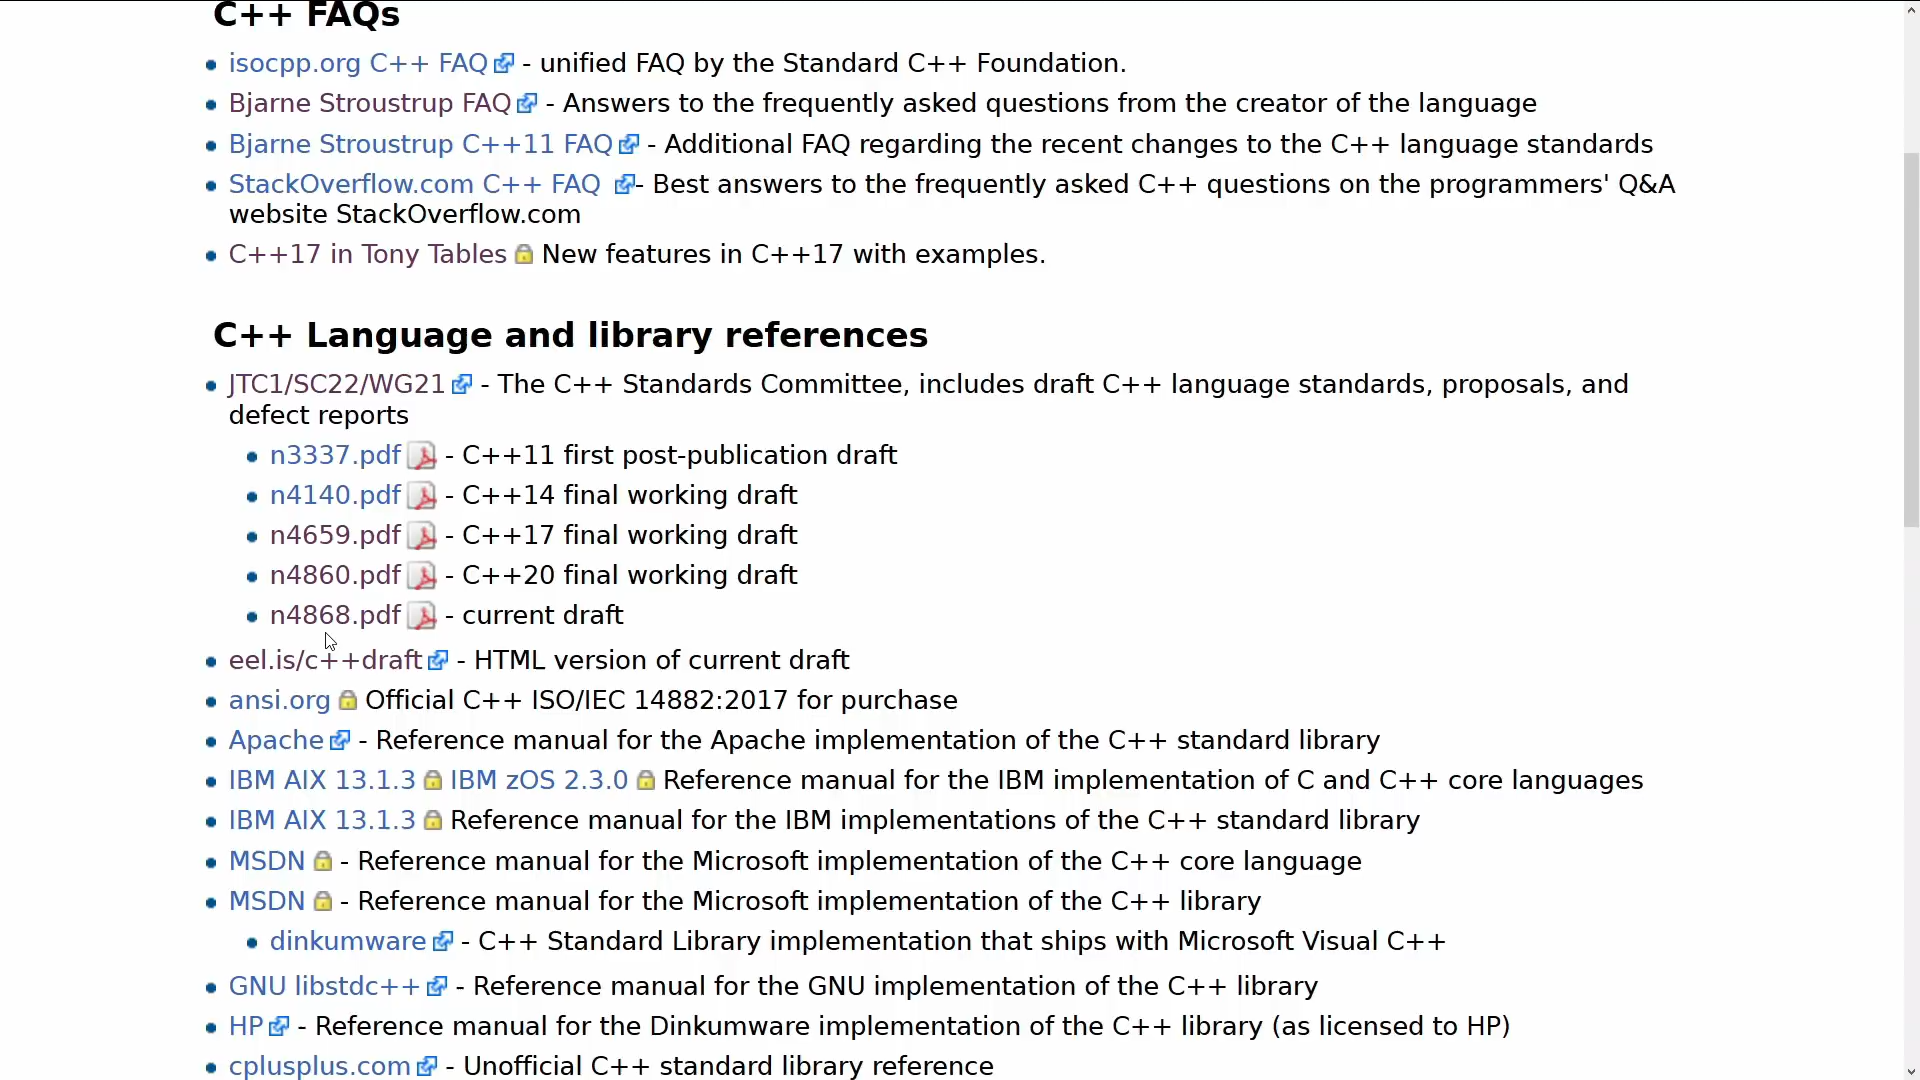 C++ FAQs
isocpp.org C++ FAQ - unified FAQ by the Standard C++ Foundation.
Bjarne Stroustrup FAQ - Answers to the frequently asked questions from the creator of the language
Bjarne Stroustrup C++11 FAQ - Additional FAQ regarding the recent changes to the C++ language standards
StackOverflow.com C++ FAQ - Best answers to the frequently asked C++ questions on the programmers' Q&A
website StackOverflow.com
C++17 in Tony Tables New features in C++17 with examples.
C++ Language and library references
JTC1/SC22/WG21 - The C++ Standards Committee, includes draft C++ language standards, proposals, and
defect reports
n3337.pdf - C++11 first post-publication draft
n4140.pdf - C++14 final working draft
n4659.pdf - C++17 final working draft
n4860.pdf - C++20 final working draft
n4868.pdf - current draft
eel.is/c++draft - HTML version of current draft
ansi.org Official C++ ISO/IEC 14882:2017 for purchase
Apache - Reference manual for the Apache implementation of the C++ standard library
IBM AIX 13.1.3 IBM zOS 2.3.0 Reference manual for the IBM implementation of C and C++ core languages
IBM AIX 13.1.3 Reference manual for the IBM implementations of the C++ standard library
MSDN - Reference manual for the Microsoft implementation of the C++ core language
MSDN - Reference manual for the Microsoft implementation of the C++ library
dinkumware - C++ Standard Library implementation that ships with Microsoft Visual C++
GNU libstdc++ - Reference manual for the GNU implementation of the C++ library
HP - Reference manual for the Dinkumware implementation of the C++ library (as licensed to HP)
cplusplus.com - Unofficial C++ standard library reference